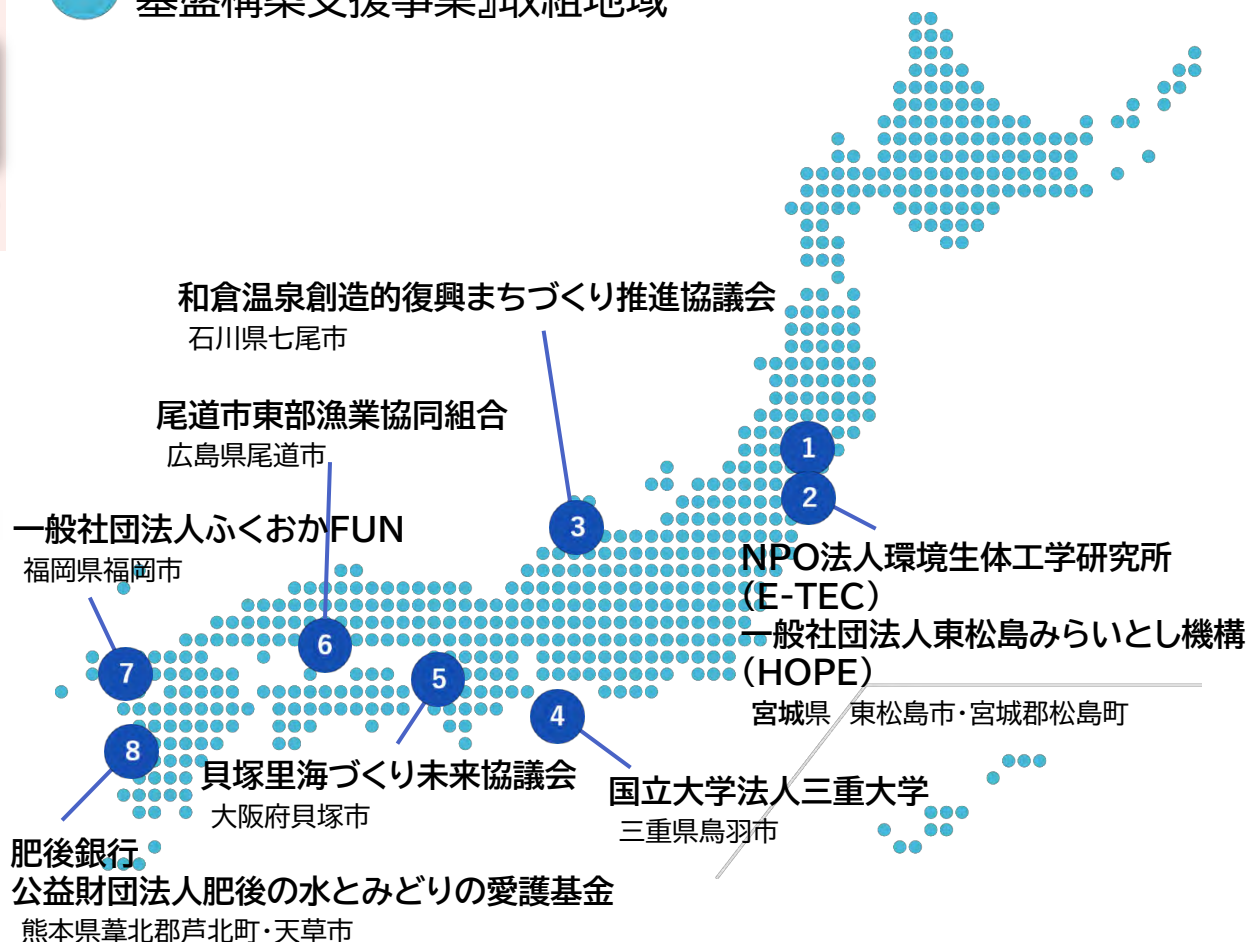 基盤構築支援事業』取組地域
和倉温泉創造的復興まちづくり推進協議会
石川県七尾市
尾道市東部漁業協同組合
広島県尾道市
一般社団法人ふくおかFUN
福岡県福岡市
1
2
3
NPO法人環境生体工学研究所
(E-TEC)
一般社団法人東松島みらいとし機構
(HOPE)
宮城県 東松島市・宮城郡松島町
6
7
5
4
8
貝塚里海づくり未来協議会
大阪府貝塚市
国立大学法人三重大学
三重県鳥羽市
肥後銀行
公益財団法人肥後の水とみどりの愛護基金
熊本県葦北郡芦北町・天草市